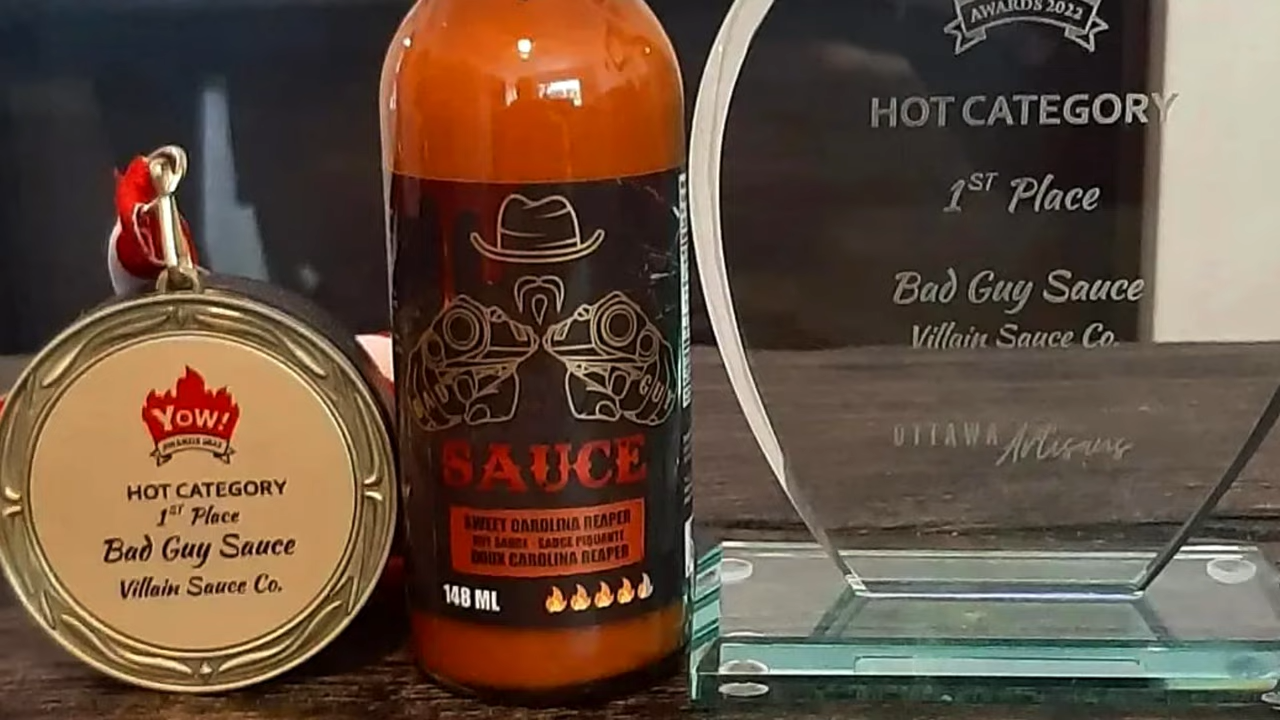 YOW!
AWARDS 2022
HOT CATEGORY
1ST Place
Bad Guy Sauce
Villain Sauce Co.
BAD GUY
SAUCE
SWEET CAROLINA REAPER
HOT SAUCE - SAUCE PIQUANTE
DOUX CAROLINA REAPER
148 ML
AWARDS 2022
HOT CATEGORY
1ST Place
Bad Guy Sauce
Villain Sauce Co.
OTTAWA Artisans